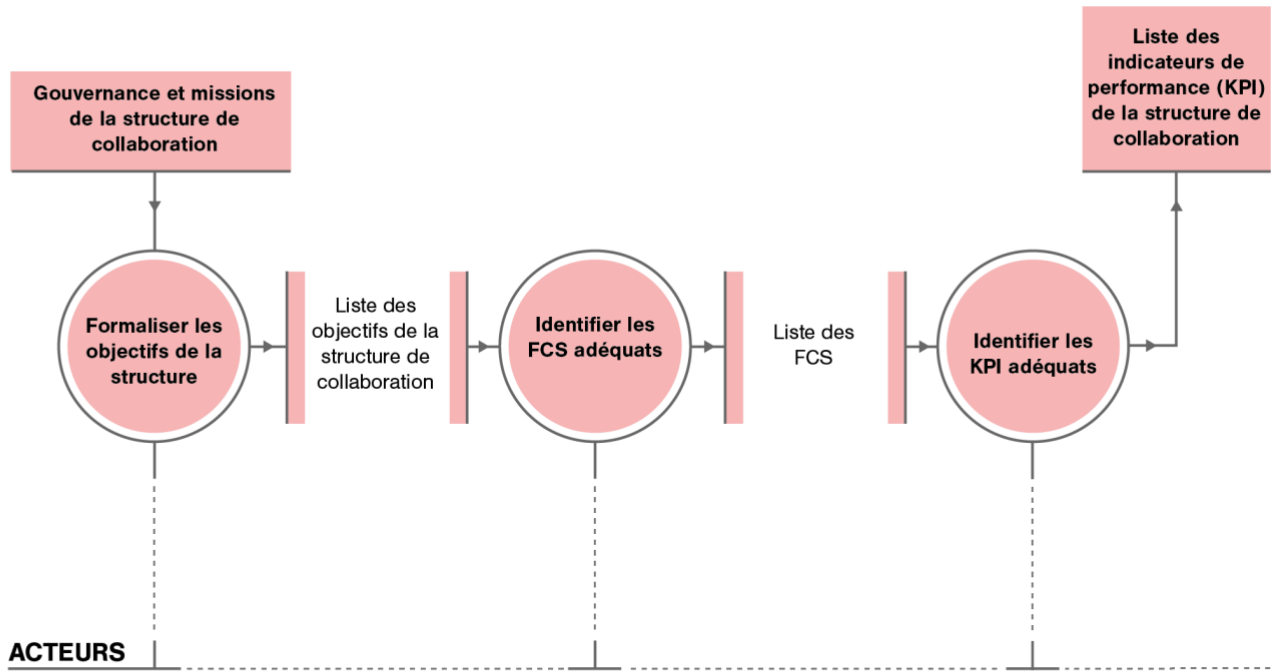 Gouvernance et missions
de la structure de
collaboration
Liste des
indicateurs de
performance (KPI)
de la structure de
collaboration
Formaliser les
objectifs de la
structure
Liste des
objectifs de la
structure de
collaboration
Identifier les
FCS adéquats
Liste des
FCS
Identifier les
KPI adéquats
ACTEURS